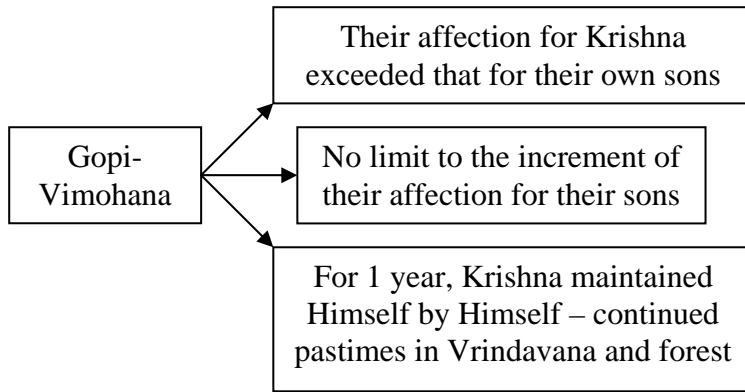 Their affection for Krishna
exceeded that for their own sons
Gopi-
Vimohana
No limit to the increment of
their affection for their sons
For 1 year, Krishna maintained
Himself by Himself – continued
pastimes in Vrindavana and forest